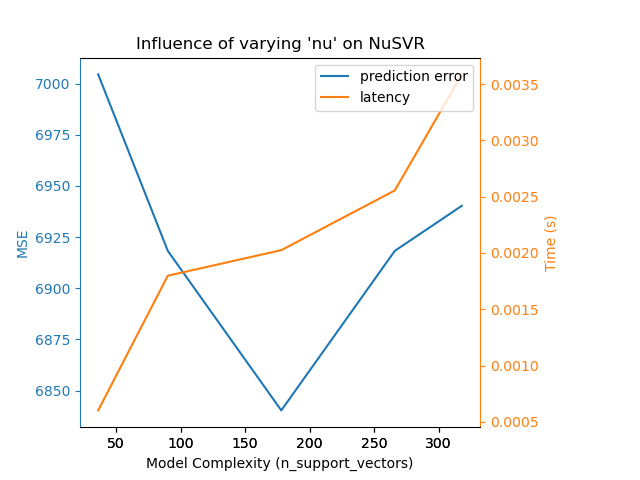 Influence of varying 'nu' on NuSVR
prediction error
latency
7000
6975
6950
6925
6900
6875
6850
MSE
0.0035
0.0030
0.0025
0.0020
0.0015
0.0010
0.0005
Time (s)
50 100 150 200 250 300
Model Complexity (n_support_vectors)